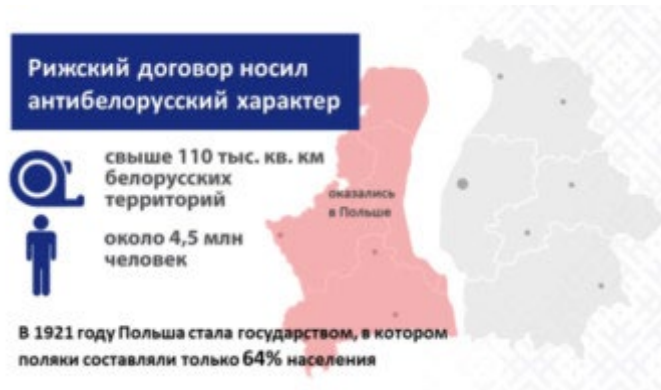 Рижский договор носил
антибелорусский характер
свыше 110 тыс. кв. км
белорусских
территорий
оказались
в Польше
около 4,5 млн
человек
В 1921 году Польша стала государством, в котором
поляки составляли только 64% населения